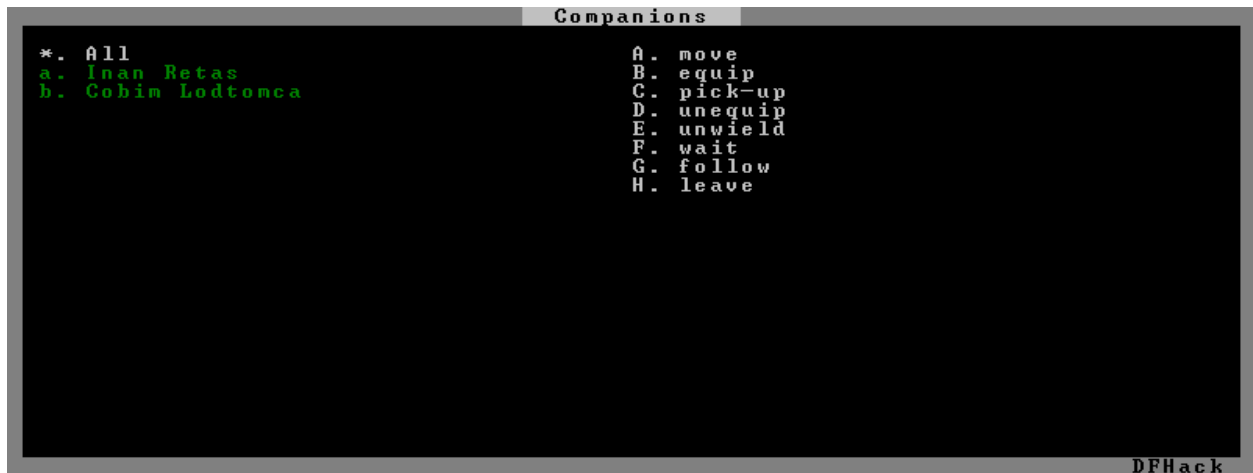 Companions
*. All
a. Inan Retas
b. Cobim Lodtomca
A. move
B. equip
C. pick-up
D. unequip
E. unwield
F. wait
G. follow
H. leave
DFHack